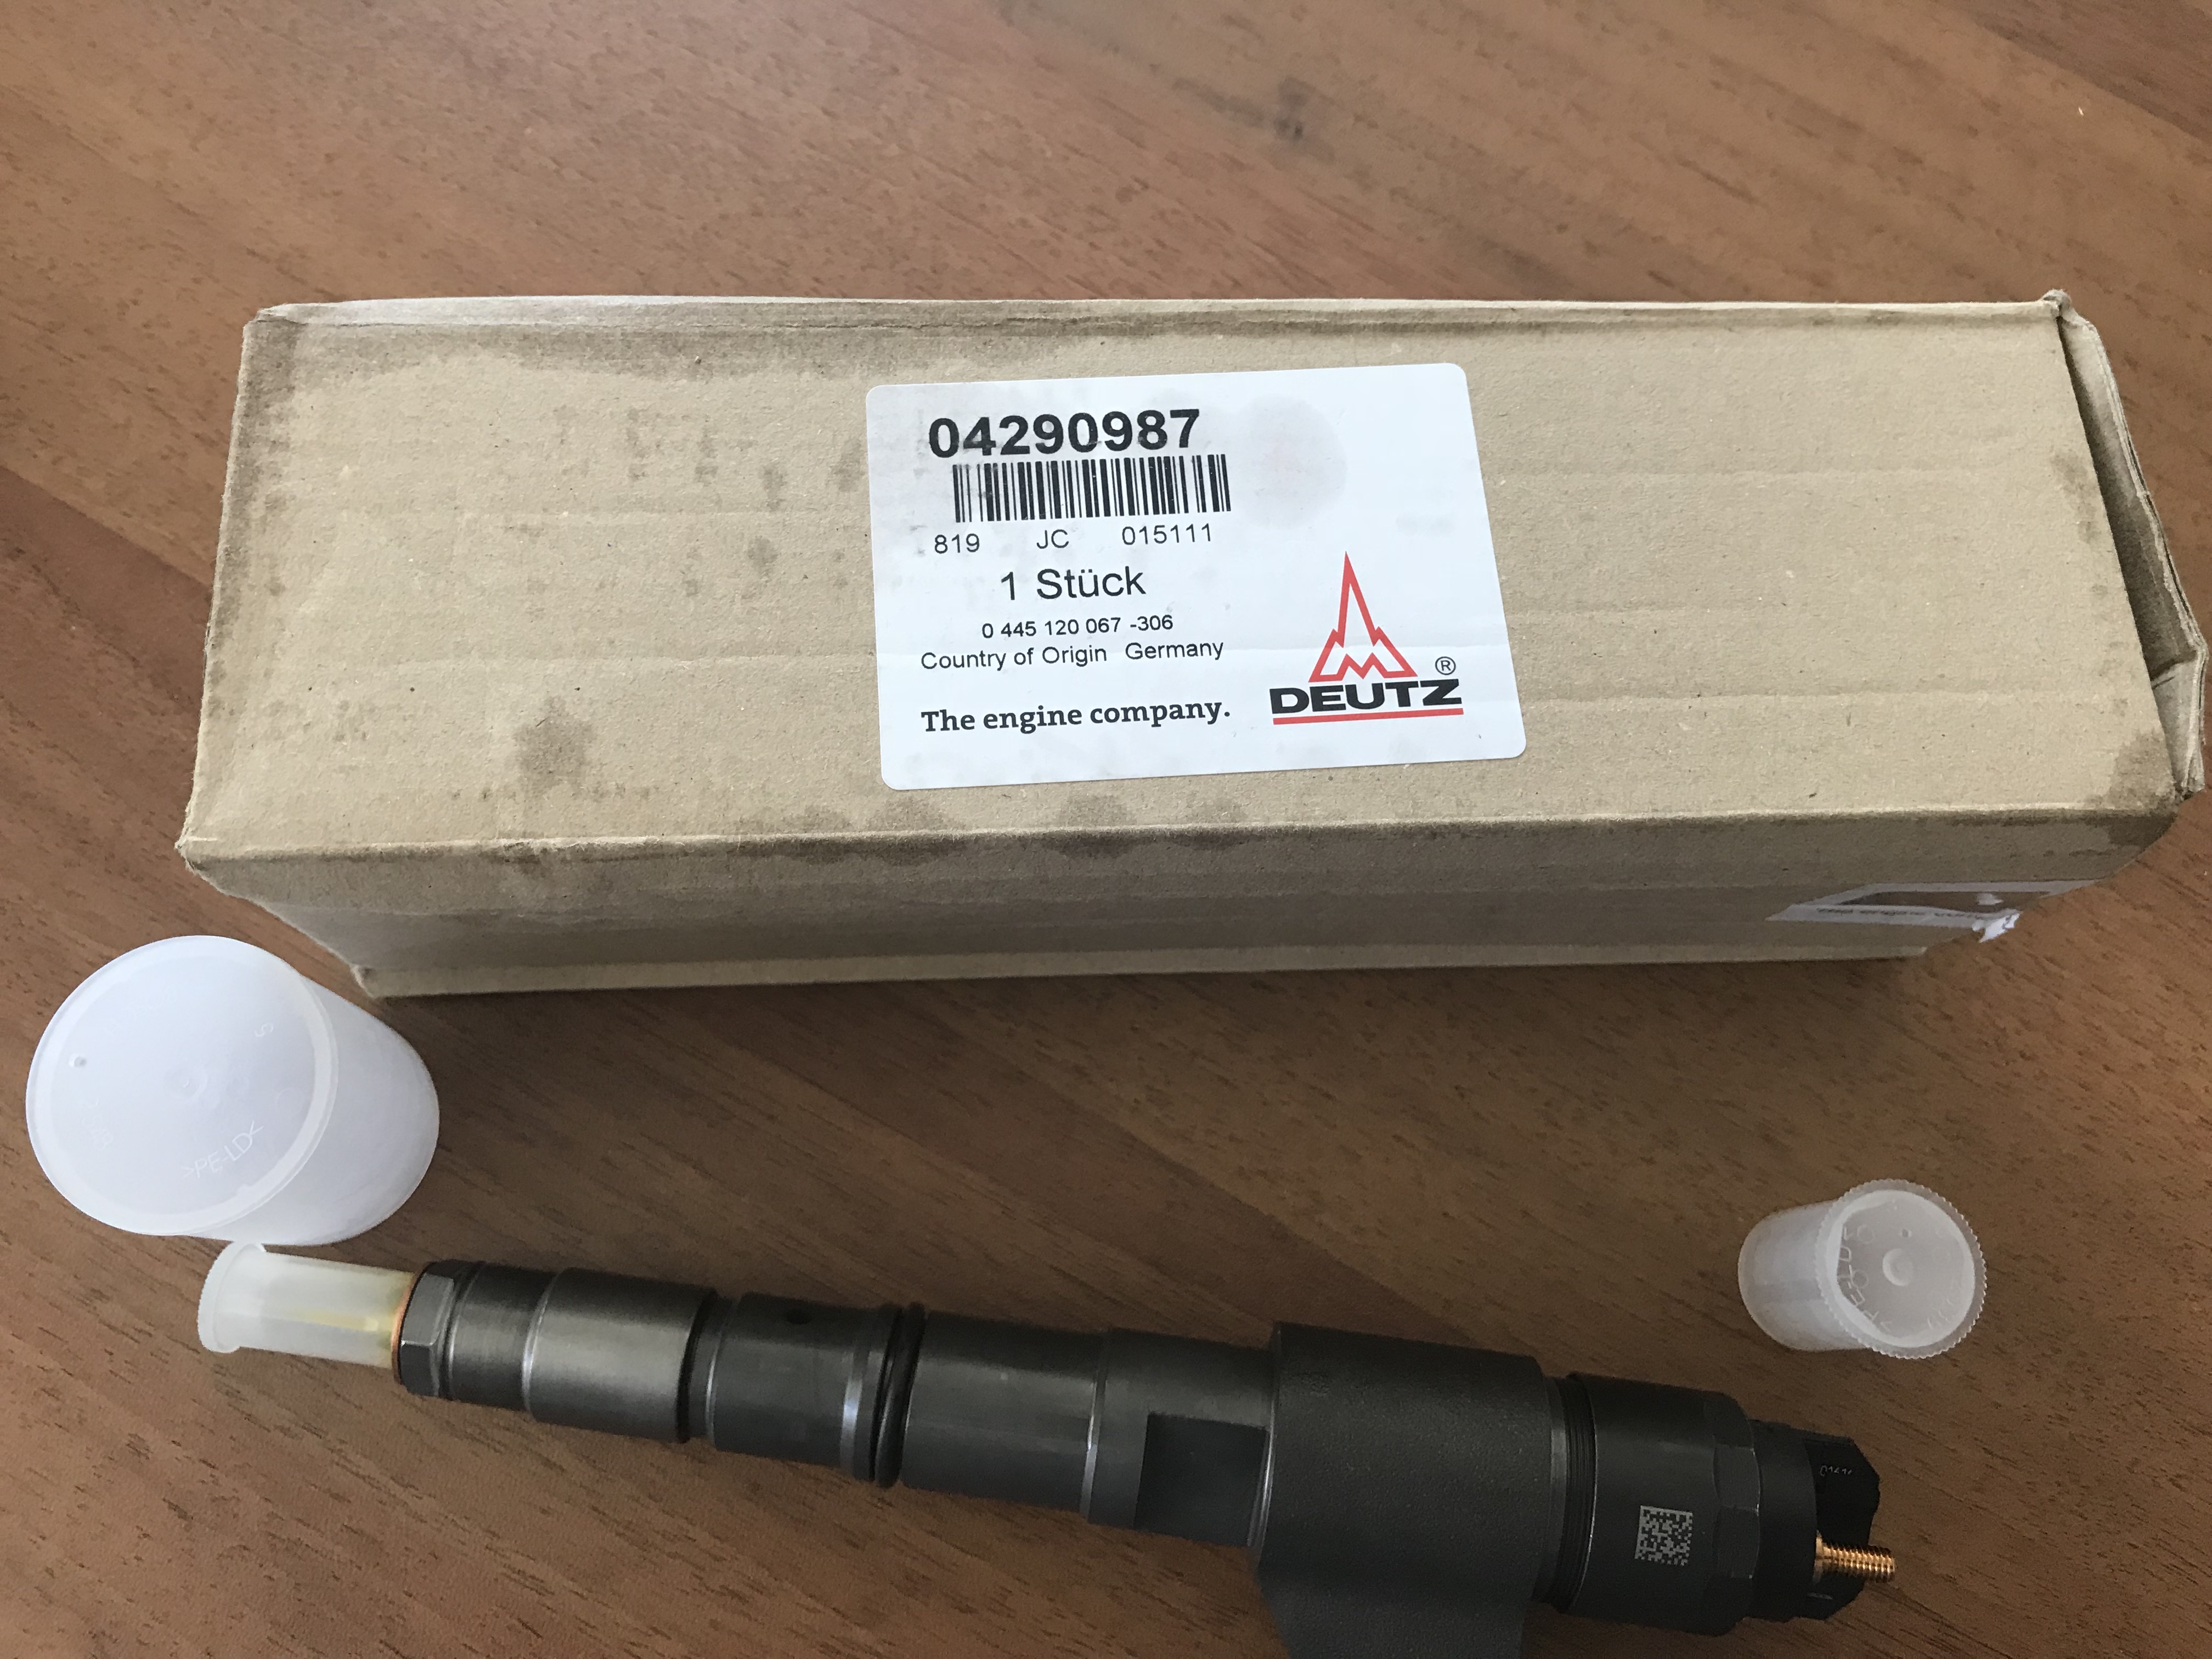 04290987
819 JC 015111
1 Stück
0 445 120 067 -306
Country of Origin Germany
The engine company.
DEUTZ ®
>PE-LD<
5